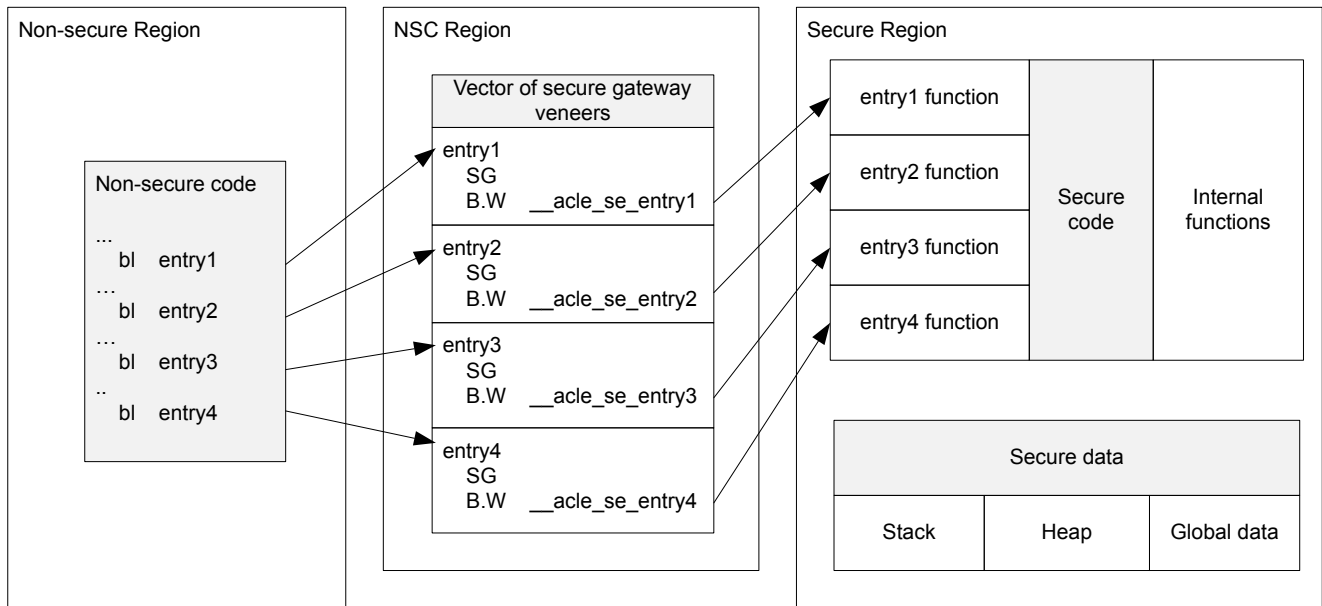 Non-secure Region
Non-secure code
...
bl entry1
...
bl entry2
...
bl entry3
..
bl entry4
NSC Region
Vector of secure gateway
veneers
entry1
SG
B.W __acle_se_entry1
entry2
SG
B.W __acle_se_entry2
entry3
SG
B.W __acle_se_entry3
entry4
SG
B.W __acle_se_entry4
Secure Region
entry1 function
entry2 function
entry3 function
entry4 function
Secure
code
Internal
functions
Secure data
Stack
Heap
Global data